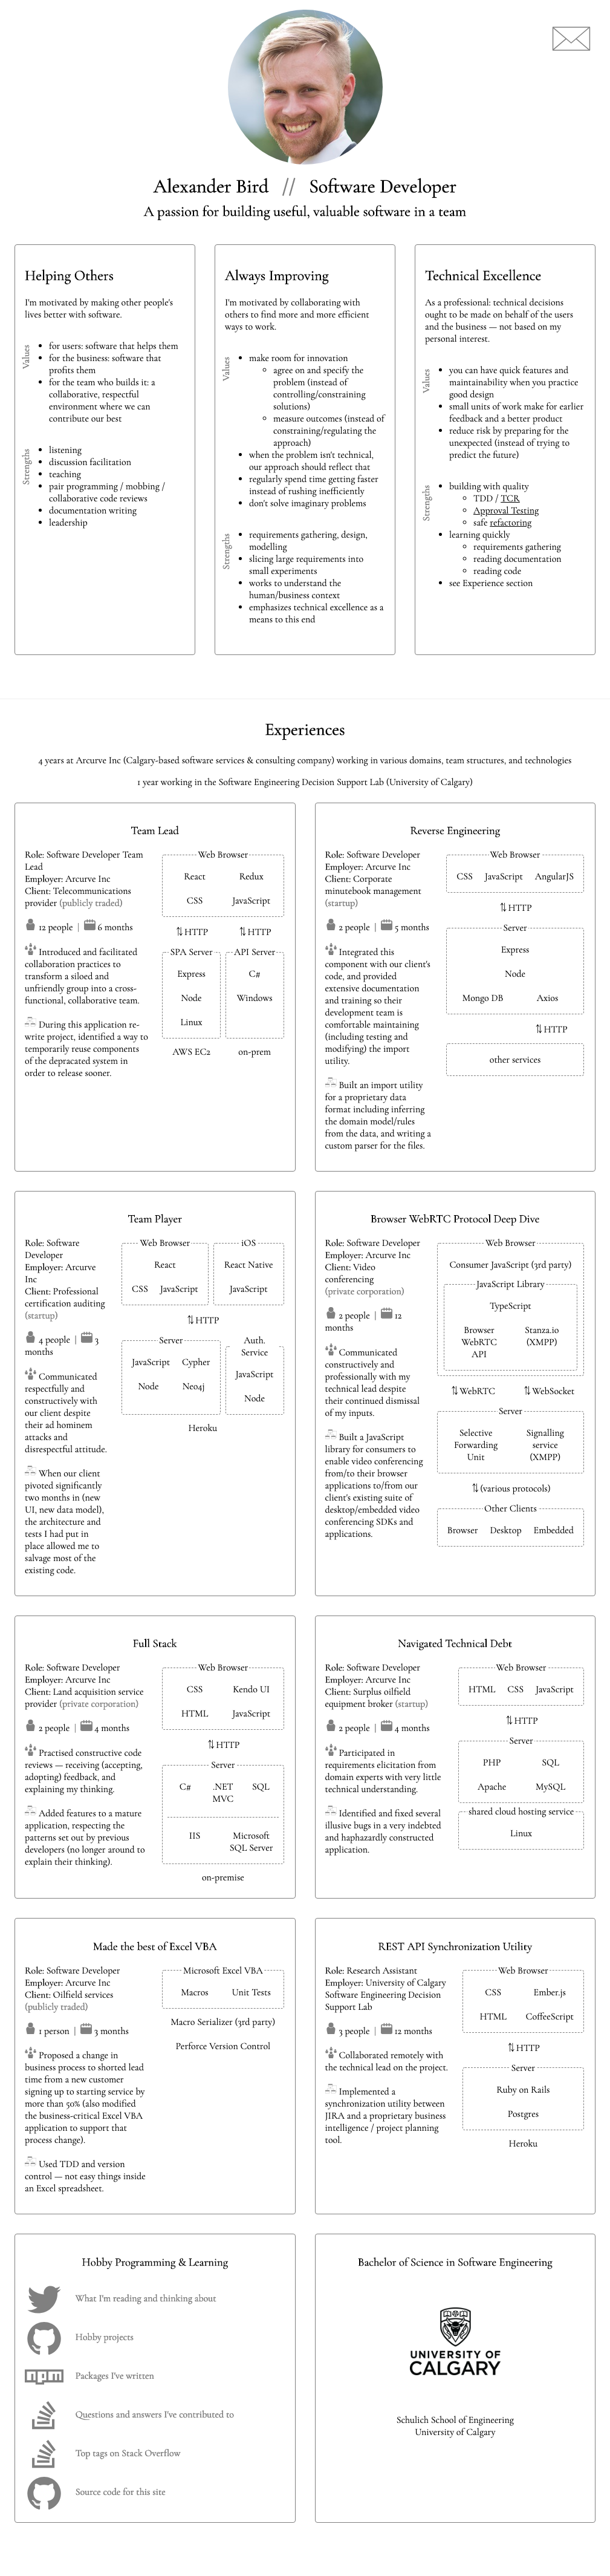 Alexander Bird // Software Developer
A passion for building useful, valuable software in a team
Helping Others
I'm motivated by making other people's
lives better with software.
Values
for users: software that helps them
for the business: software that
profits them
for the team who builds it: a
collaborative, respectful
environment where we can
contribute our best
Strengths
listening
discussion facilitation
teaching
pair programming / mobbing /
collaborative code reviews
documentation writing
leadership
Always Improving
I'm motivated by collaborating with
others to find more and more efficient
ways to work.
Values
make room for innovation
agree on and specify the
problem (instead of
controlling/constraining
solutions)
measure outcomes (instead of
constraining/regulating the
approach)
when the problem isn't technical,
our approach should reflect that
regularly spend time getting faster
instead of rushing inefficiently
don't solve imaginary problems
Strengths
requirements gathering, design,
modelling
slicing large requirements into
small experiments
works to understand the
human/business context
emphasizes technical excellence as a
means to this end
Technical Excellence
As a professional: technical decisions
ought to be made on behalf of the users
and the business — not based on my
personal interest.
Values
you can have quick features and
maintainability when you practice
good design
small units of work make for earlier
feedback and a better product
reduce risk by preparing for the
unexpected (instead of trying to
predict the future)
Strengths
building with quality
TDD / TCR
Approval Testing
safe refactoring
learning quickly
requirements gathering
reading documentation
reading code
see Experience section
Experiences
4 years at Arcurve Inc (Calgary-based software services & consulting company) working in various domains, team structures, and technologies
1 year working in the Software Engineering Decision Support Lab (University of Calgary)
Team Lead
Role: Software Developer Team
Lead
Employer: Arcurve Inc
Client: Telecommunications
provider (publicly traded)
12 people | 6 months
Introduced and facilitated
collaboration practices to
transform a siloed and
unfriendly group into a cross-
functional, collaborative team.
During this application re-
write project, identified a way to
temporarily reuse components
of the depracated system in
order to release sooner.
Web Browser
React Redux
CSS JavaScript
⇅ HTTP ⇅ HTTP
SPA Server API Server
Express C#
Node Windows
Linux
AWS EC2 on-prem
Reverse Engineering
Role: Software Developer
Employer: Arcurve Inc
Client: Corporate
minutebook management
(startup)
2 people | 5 months
Integrated this
component with our client's
code, and provided
extensive documentation
and training so their
development team is
comfortable maintaining
(including testing and
modifying) the import
utility.
Built an import utility
for a proprietary data
format including inferring
the domain model/rules
from the data, and writing a
custom parser for the files.
Web Browser
CSS JavaScript AngularJS
⇅ HTTP
Server
Express
Node
Mongo DB Axios
⇅ HTTP
other services
Team Player
Role: Software
Developer
Employer: Arcurve
Inc
Client: Professional
certification auditing
(startup)
4 people | 3
months
Communicated
respectfully and
constructively with
our client despite
their ad hominem
attacks and
disrespectful attitude.
When our client
pivoted significantly
two months in (new
UI, new data model),
the architecture and
tests I had put in
place allowed me to
salvage most of the
existing code.
Web Browser iOS
React React Native
CSS JavaScript JavaScript
⇅ HTTP
Server Auth.
Service
JavaScript Cypher JavaScript
Node Neo4j Node
Heroku
Browser WebRTC Protocol Deep Dive
Role: Software Developer
Employer: Arcurve Inc
Client: Video
conferencing
(private corporation)
2 people | 12
months
Communicated
constructively and
professionally with my
technical lead despite
their continued dismissal
of my inputs.
Built a JavaScript
library for consumers to
enable video conferencing
from/to their browser
applications to/from our
client's existing suite of
desktop/embedded video
conferencing SDKs and
applications.
Web Browser
Consumer JavaScript (3rd party)
JavaScript Library
TypeScript
Browser Stanza.io
WebRTC (XMPP)
API
⇅ WebRTC ⇅ WebSocket
Server
Selective Signalling
Forwarding service
Unit (XMPP)
⇅ (various protocols)
Other Clients
Browser Desktop Embedded
Full Stack
Role: Software Developer
Employer: Arcurve Inc
Client: Land acquisition service
provider (private corporation)
2 people | 4 months
Practised constructive code
reviews — receiving (accepting,
adopting) feedback, and
explaining my thinking.
Added features to a mature
application, respecting the
patterns set out by previous
developers (no longer around to
explain their thinking).
Web Browser
CSS Kendo UI
HTML JavaScript
⇅ HTTP
Server
C# .NET SQL
MVC
IIS Microsoft
SQL Server
on-premise
Navigated Technical Debt
Role: Software Developer
Employer: Arcurve Inc
Client: Surplus oilfield
equipment broker (startup)
2 people | 4 months
Participated in
requirements elicitation from
domain experts with very little
technical understanding.
Identified and fixed several
illusive bugs in a very indebted
and haphazardly constructed
application.
Web Browser
HTML CSS JavaScript
⇅ HTTP
Server
PHP SQL
Apache MySQL
shared cloud hosting service
Linux
Made the best of Excel VBA
Role: Software Developer
Employer: Arcurve Inc
Client: Oilfield services
(publicly traded)
1 person | 3 months
Proposed a change in
business process to shorted lead
time from a new customer
signing up to starting service by
more than 50% (also modified
the business-critical Excel VBA
application to support that
process change).
Used TDD and version
control — not easy things inside
an Excel spreadsheet.
Microsoft Excel VBA
Macros Unit Tests
Macro Serializer (3rd party)
Perforce Version Control
REST API Synchronization Utility
Role: Research Assistant
Employer: University of Calgary
Software Engineering Decision
Support Lab
3 people | 12 months
Collaborated remotely with
the technical lead on the project.
Implemented a
synchronization utility between
JIRA and a proprietary business
intelligence / project planning
tool.
Web Browser
CSS Ember.js
HTML CoffeeScript
⇅ HTTP
Server
Ruby on Rails
Postgres
Heroku
Hobby Programming & Learning
What I'm reading and thinking about
Hobby projects
npm
Packages I've written
Questions and answers I've contributed to
Top tags on Stack Overflow
Source code for this site
Bachelor of Science in Software Engineering
UNIVERSITY OF
CALGARY
Schulich School of Engineering
University of Calgary